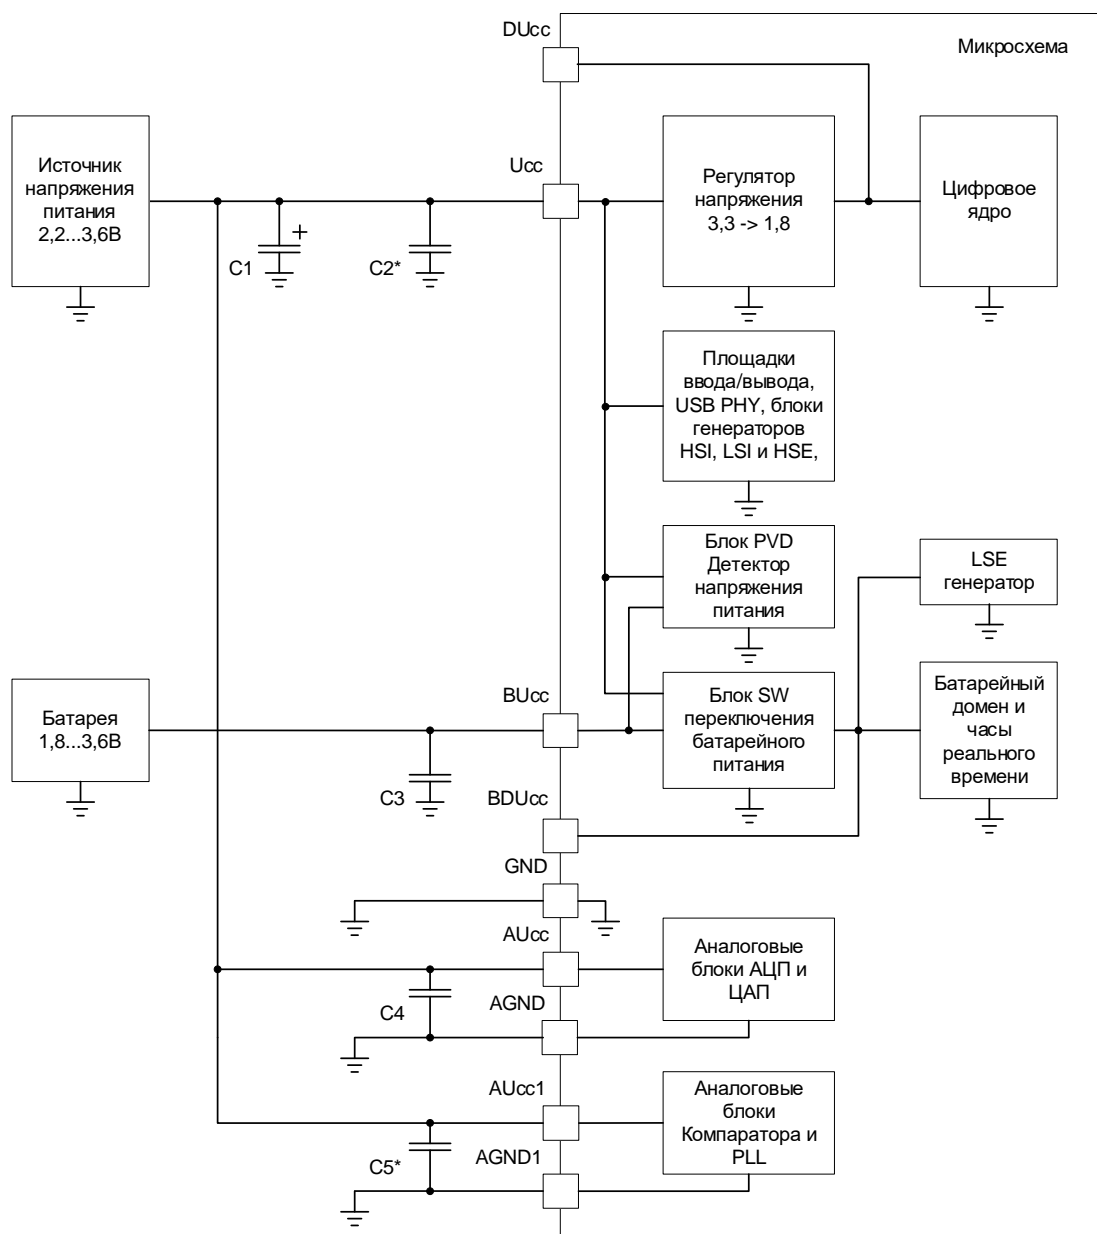 DUcc
Микросхема
Источник
напряжения
питания
2,2...3,6В
Ucc
Регулятор
напряжения
3,3 -> 1,8
Цифровое
ядро
C1
+
C2*
Площадки
ввода/вывода,
USB PHY, блоки
генераторов
HSI, LSI и HSE,
Блок PVD
Детектор
напряжения
питания
LSE
генератор
Батарея
1,8...3,6В
BUcc
Блок SW
переключения
батарейного
питания
Батарейный
домен и
часы
реального
времени
C3
BDUcc
GND
AUcc
Аналоговые
блоки АЦП и
ЦАП
C4
AGND
AUcc1
Аналоговые
блоки
Компаратора и
PLL
C5*
AGND1